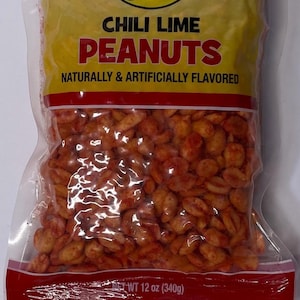 CHILI LIME
PEANUTS
NATURALLY & ARTIFICIALLY FLAVORED
NET WT 12 oz (340g)